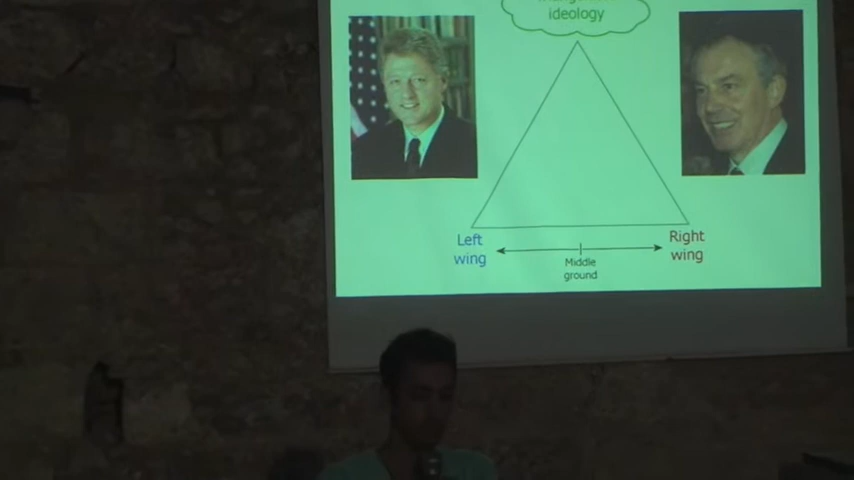 ideology
Left
wing
Middle
ground
Right
wing